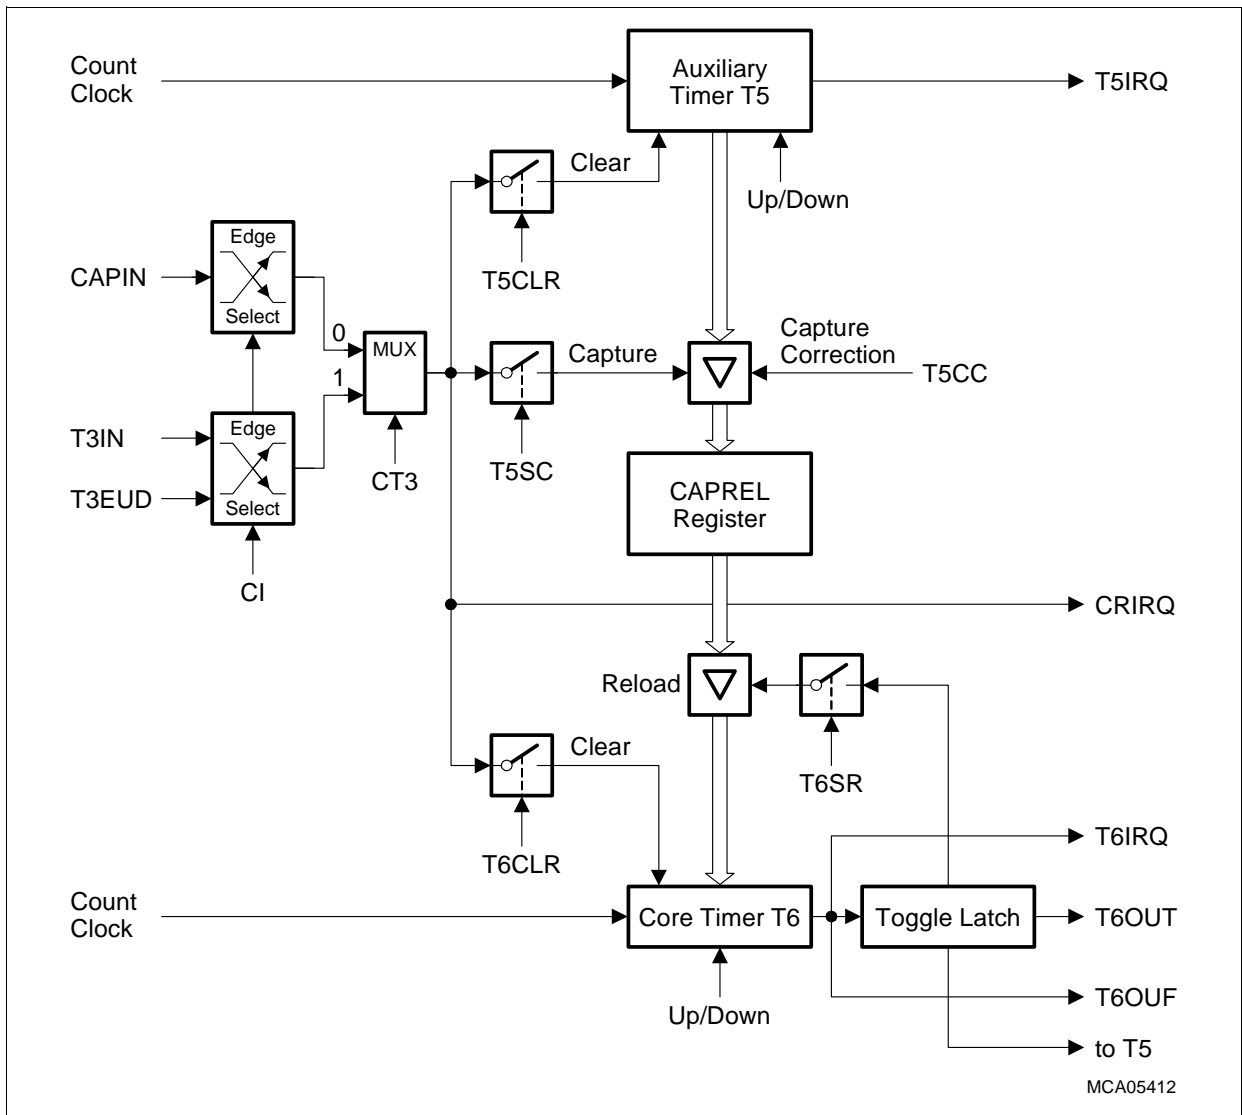 Count
Clock
Auxiliary
Timer T5
T5IRQ
Clear
Up/Down
T5CLR
Edge
Select
CAPIN
0
MUX
1
Capture
Capture
Correction
T5CC
T3IN
T3EUD
Edge
Select
CT3
T5SC
CAPREL
Register
CI
CRIRQ
Reload
T6SR
Clear
T6CLR
T6IRQ
Count
Clock
Core Timer T6
Toggle Latch
T6OUT
T6OUF
Up/Down
to T5
MCA05412